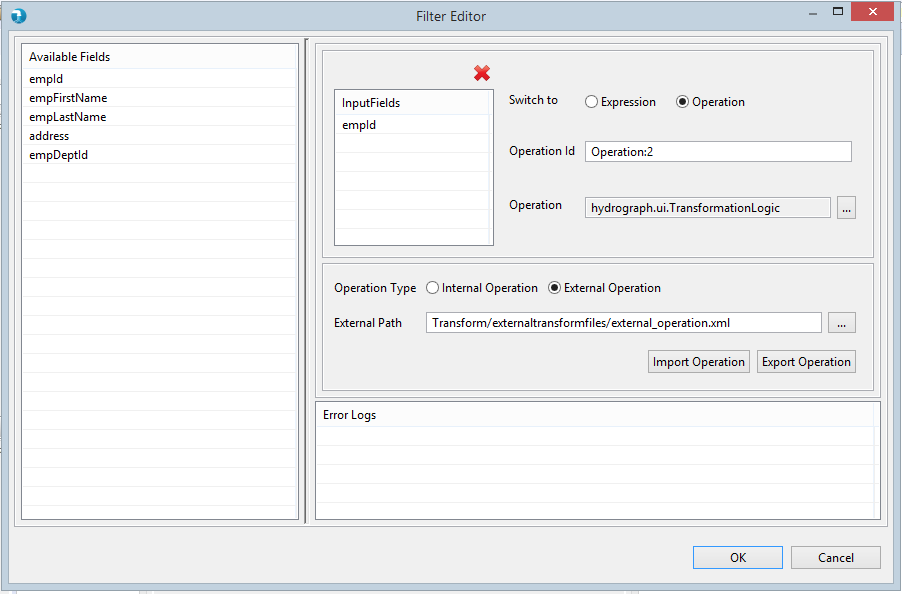 Filter Editor
Available Fields
empId
empFirstName
empLastName
address
empDeptId
InputFields
empId
Switch to Expression Operation
Operation Id Operation:2
Operation hydrograph.ui.TransformationLogic ...
Operation Type Internal Operation External Operation
External Path Transform/externaltransformfiles/external_operation.xml ...
Import Operation Export Operation
Error Logs
OK Cancel